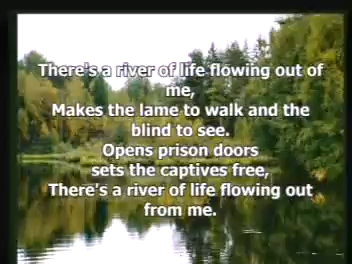 There's a river of life flowing out of
me,
Makes the lame to walk and the
blind to see.
Opens prison doors
sets the captives free,
There's a river of life flowing out
from me.